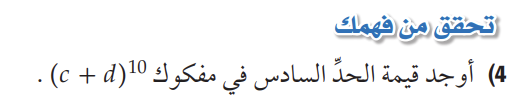 تحقق من فهمك
4) أوجد قيمة الحدِّ السادس في مفكوك (c + d)¹⁰ .